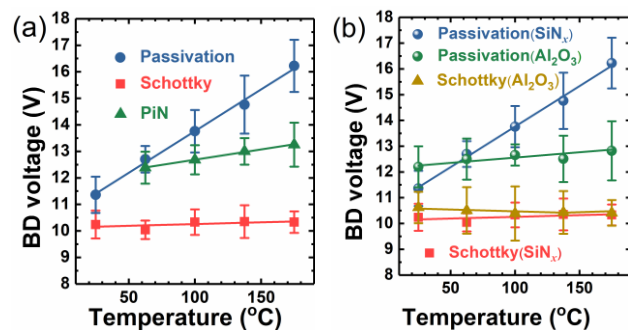 (a)
Passivation
Schottky
PiN
BD voltage (V)
18
17
16
15
14
13
12
11
10
9
8
50 100 150
Temperature (°C)
(b)
Passivation(SiNₓ)
Passivation(Al₂O₃)
Schottky(Al₂O₃)
Schottky(SiNₓ)
BD voltage (V)
18
17
16
15
14
13
12
11
10
9
8
50 100 150
Temperature (°C)